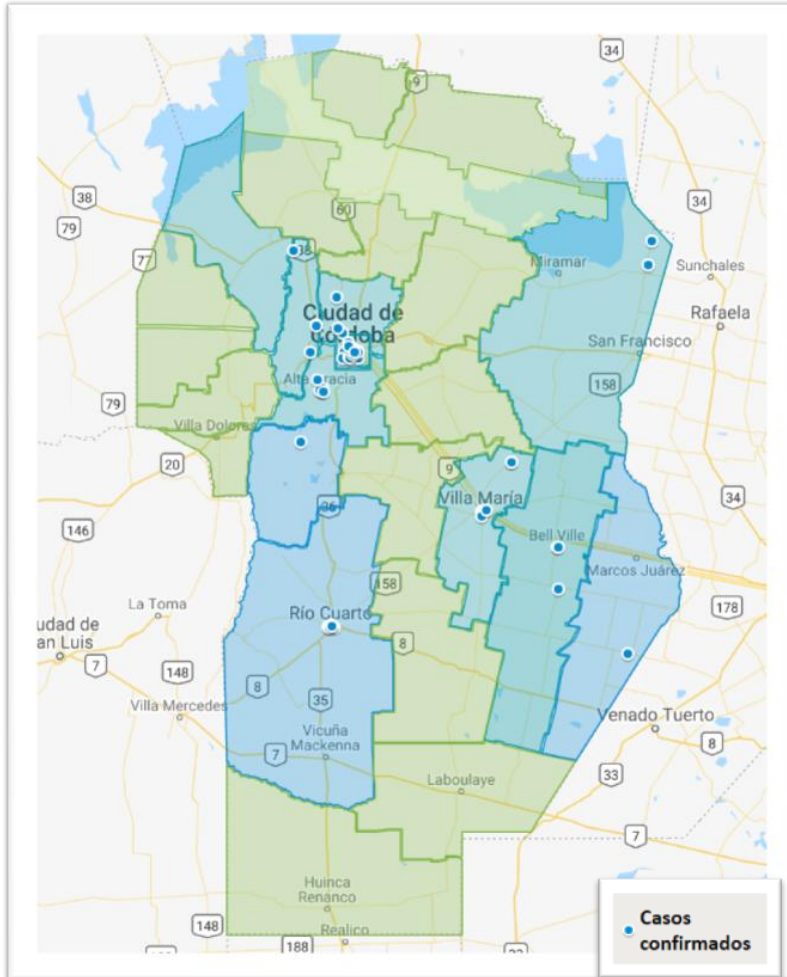 34
9
38
34
79
60
77
38
Miramar
Sunchales
Ciudad de
Córdoba
Rafaela
San Francisco
Alta Gracia
158
79
Villa Dolores
20
9
34
36
Villa María
146
Bell Ville
Marcos Juárez
158
La Toma
178
Río Cuarto
8
San Luis
7
148
8
35
Villa Mercedes
Venado Tuerto
Vicuña
Mackenna
8
7
33
Laboulaye
7
Huinca
Renanco
148
Realico
188
Casos
confirmados